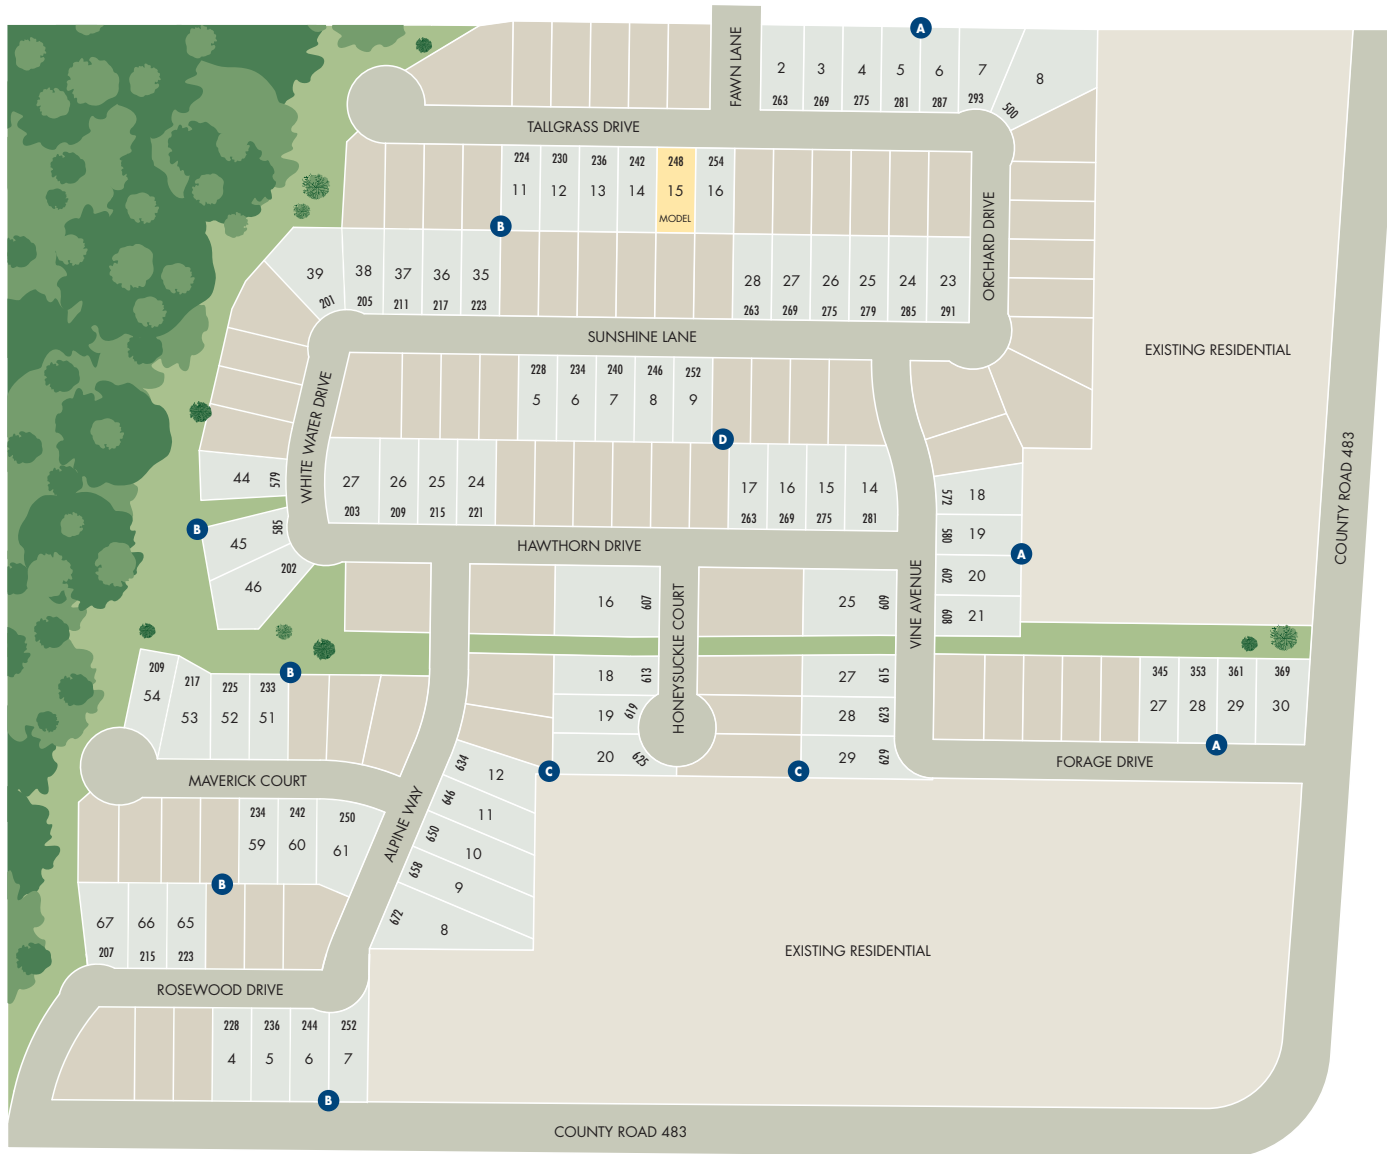 A
FAWN LANE
2 3 4 5 6 7 8
263 269 275 281 287 293 500
TALLGRASS DRIVE
224 230 236 242 248 254
11 12 13 14 15 16
MODEL
B
ORCHARD DRIVE
39 38 37 36 35
28 27 26 25 24 23
201 205 211 217 223
263 269 275 279 285 291
SUNSHINE LANE
EXISTING RESIDENTIAL
WHITE WATER DRIVE
228 234 240 246 252
5 6 7 8 9
D
COUNTY ROAD 483
44 579
27 26 25 24
203 209 215 221
17 16 15 14
263 269 275 281
572 18
580 19
602 20
608 21
A
B
45 585
46 202
HAWTHORN DRIVE
VINE AVENUE
16 607
HONEYSUCKLE COURT
25 609
209 217 225 233
54 53 52 51
B
18 613
19 619
20 625
27 615
28 623
29 629
345 353 361 369
27 28 29 30
A
FORAGE DRIVE
C
C
MAVERICK COURT
ALPINE WAY
634 12
646 11
650 10
658 9
672 8
234 242 250
59 60 61
B
67 66 65
207 215 223
EXISTING RESIDENTIAL
ROSEWOOD DRIVE
228 236 244 252
4 5 6 7
B
COUNTY ROAD 483